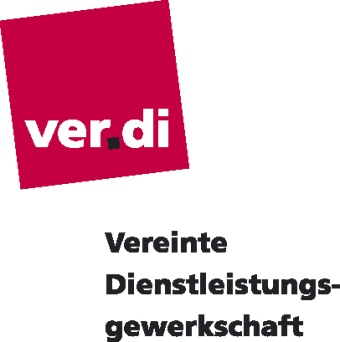 ver.di
Vereinte
Dienstleistungs-
gewerkschaft